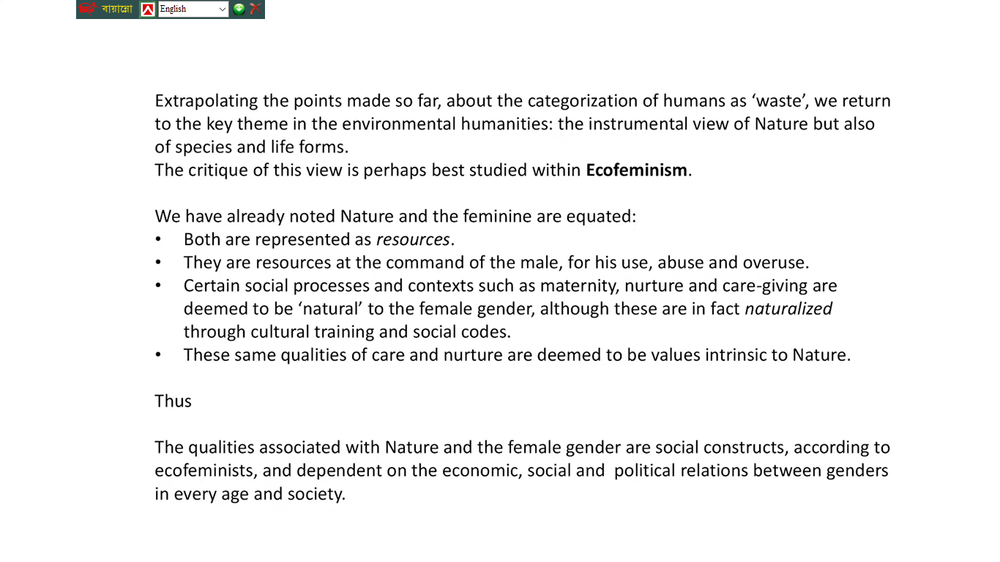 বায়ান্নো English
Extrapolating the points made so far, about the categorization of humans as ‘waste’, we return
to the key theme in the environmental humanities: the instrumental view of Nature but also
of species and life forms.
The critique of this view is perhaps best studied within Ecofeminism.
We have already noted Nature and the feminine are equated:
• Both are represented as resources.
• They are resources at the command of the male, for his use, abuse and overuse.
• Certain social processes and contexts such as maternity, nurture and care-giving are
deemed to be ‘natural’ to the female gender, although these are in fact naturalized
through cultural training and social codes.
• These same qualities of care and nurture are deemed to be values intrinsic to Nature.
Thus
The qualities associated with Nature and the female gender are social constructs, according to
ecofeminists, and dependent on the economic, social and  political relations between genders
in every age and society.